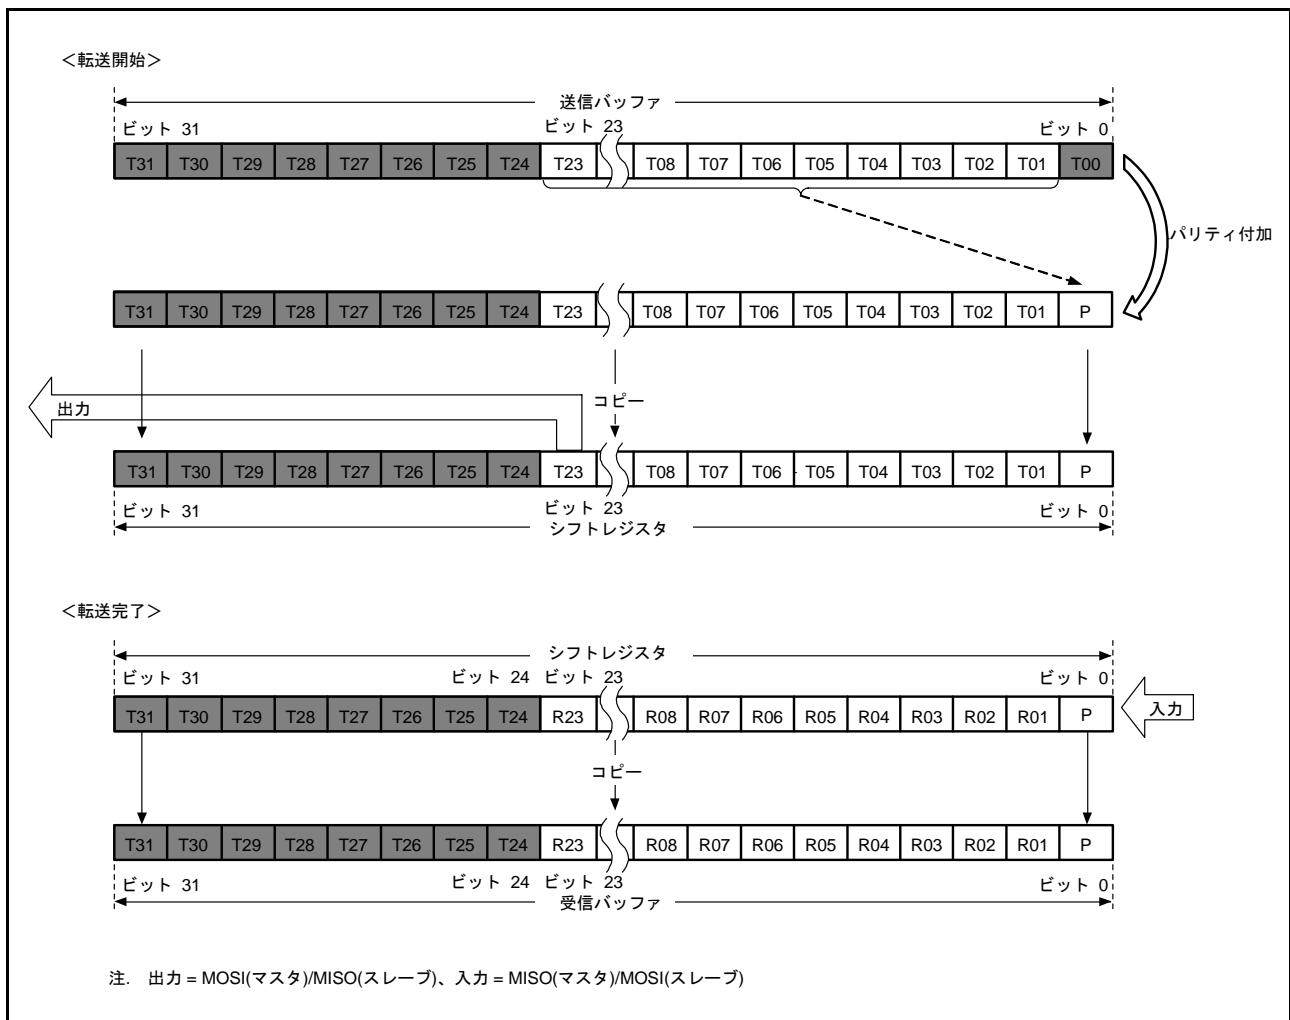 ＜転送開始＞
送信バッファ
ビット 31 ビット 23 ビット 0
T31 T30 T29 T28 T27 T26 T25 T24 T23 T08 T07 T06 T05 T04 T03 T02 T01 T00
パリティ付加
T31 T30 T29 T28 T27 T26 T25 T24 T23 T08 T07 T06 T05 T04 T03 T02 T01 P
コピー
出力
T31 T30 T29 T28 T27 T26 T25 T24 T23 T08 T07 T06 T05 T04 T03 T02 T01 P
ビット 31 ビット 23 ビット 0
シフトレジスタ
＜転送完了＞
シフトレジスタ
ビット 31 ビット 24 ビット 23 ビット 0
T31 T30 T29 T28 T27 T26 T25 T24 R23 R08 R07 R06 R05 R04 R03 R02 R01 P
入力
コピー
T31 T30 T29 T28 T27 T26 T25 T24 R23 R08 R07 R06 R05 R04 R03 R02 R01 P
ビット 31 ビット 24 ビット 23 ビット 0
受信バッファ
注. 出力 = MOSI(マスタ)/MISO(スレーブ)、入力 = MISO(マスタ)/MOSI(スレーブ)